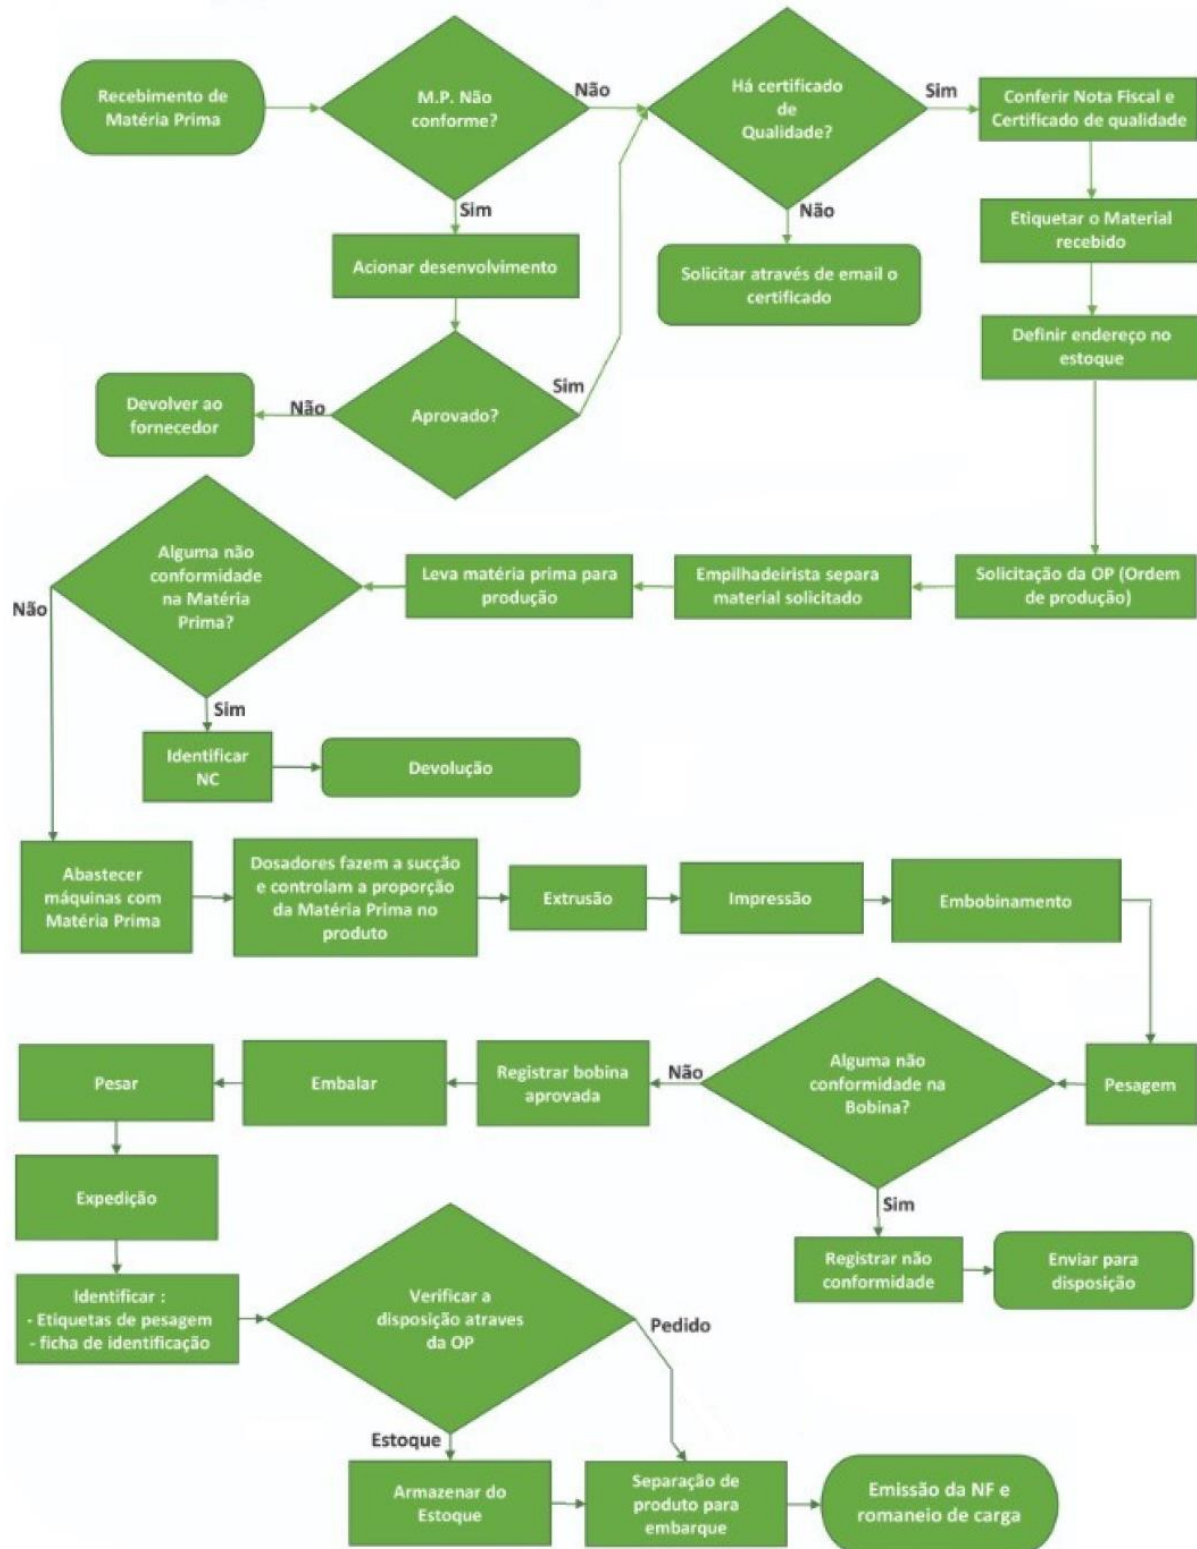 Recebimento de
Matéria Prima
M.P. Não
conforme?
Não
Há certificado
de
Qualidade?
Sim
Conferir Nota Fiscal e
Certificado de qualidade
Sim
Não
Acionar desenvolvimento
Solicitar através de email o
certificado
Etiquetar o Material
recebido
Definir endereço no
estoque
Devolver ao
fornecedor
Não
Aprovado?
Sim
Alguma não
conformidade
na Matéria
Prima?
Não
Leva matéria prima para
produção
Empilhadeirista separa
material solicitado
Solicitação da OP (Ordem
de produção)
Sim
Identificar
NC
Devolução
Abastecer
máquinas com
Matéria Prima
Dosadores fazem a sucção
e controlam a proporção
da Matéria Prima no
produto
Extrusão
Impressão
Embobinamento
Pesar
Embalar
Registrar bobina
aprovada
Não
Alguma não
conformidade na
Bobina?
Pesagem
Expedição
Sim
Registrar não
conformidade
Enviar para
disposição
Identificar :
- Etiquetas de pesagem
- ficha de identificação
Verificar a
disposição atraves
da OP
Pedido
Estoque
Armazenar do
Estoque
Separação de
produto para
embarque
Emissão da NF e
romaneio de carga